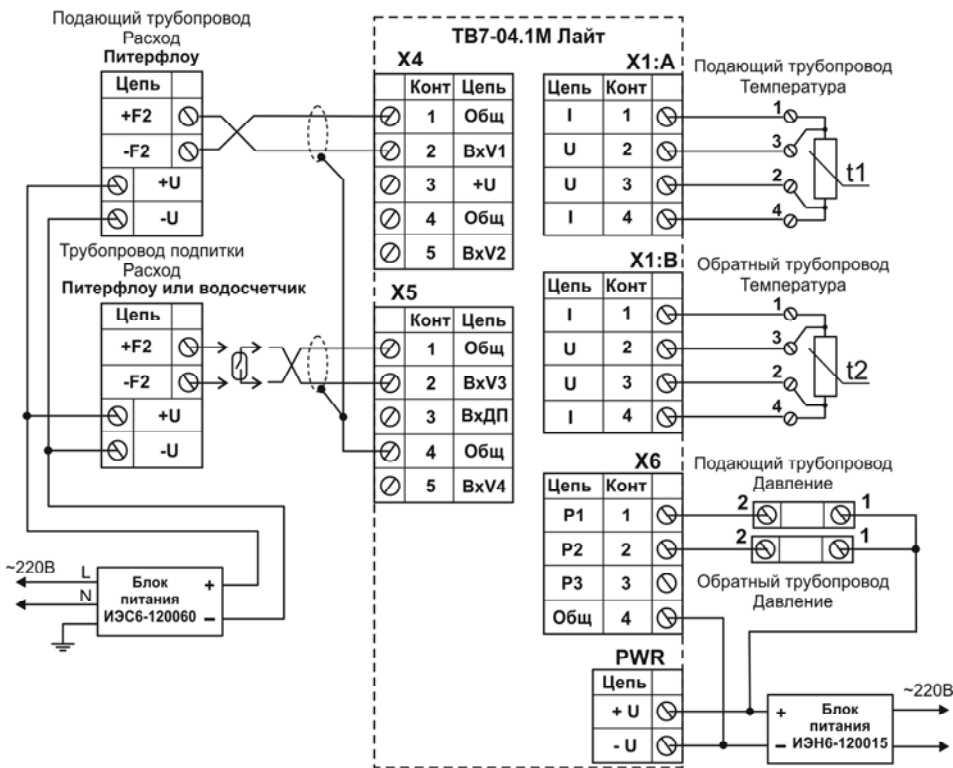 Подающий трубопровод
Расход
Питерфлоу
Цепь
+F2
-F2
+U
-U
Трубопровод подпитки
Расход
Питерфлоу или водосчетчик
Цепь
+F2
-F2
+U
-U
~220В
L
N
Блок
питания
ИЭС6-120060
+
–
ТВ7-04.1М Лайт
X4
Конт Цепь
1 Общ
2 ВхV1
3 +U
4 Общ
5 ВхV2
X5
Конт Цепь
1 Общ
2 ВхV3
3 ВхДП
4 Общ
5 ВхV4
X1:A
Цепь Конт
I 1
U 2
U 3
I 4
Подающий трубопровод
Температура
1
3
2
4
t1
X1:B
Цепь Конт
I 1
U 2
U 3
I 4
Обратный трубопровод
Температура
1
3
2
4
t2
X6
Цепь Конт
P1 1
P2 2
P3 3
Общ 4
Подающий трубопровод
Давление
2 1
2 1
Обратный трубопровод
Давление
PWR
Цепь
+ U
- U
+
–
Блок
питания
ИЭН6-120015
~220В